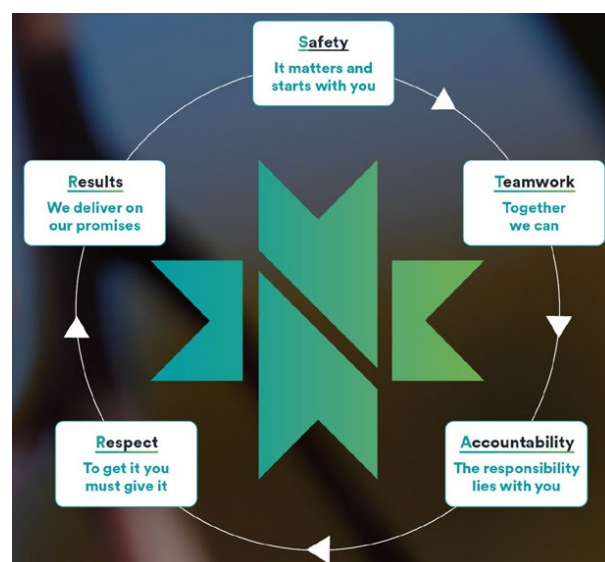 Safety
It matters and
starts with you
Teamwork
Together
we can
Accountability
The responsibility
lies with you
Respect
To get it you
must give it
Results
We deliver on
our promises